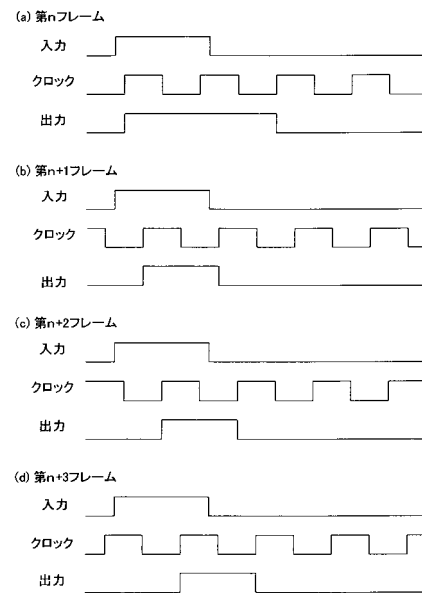 (a) 第nフレーム
入力
クロック
出力
(b) 第n+1フレーム
入力
クロック
出力
(c) 第n+2フレーム
入力
クロック
出力
(d) 第n+3フレーム
入力
クロック
出力